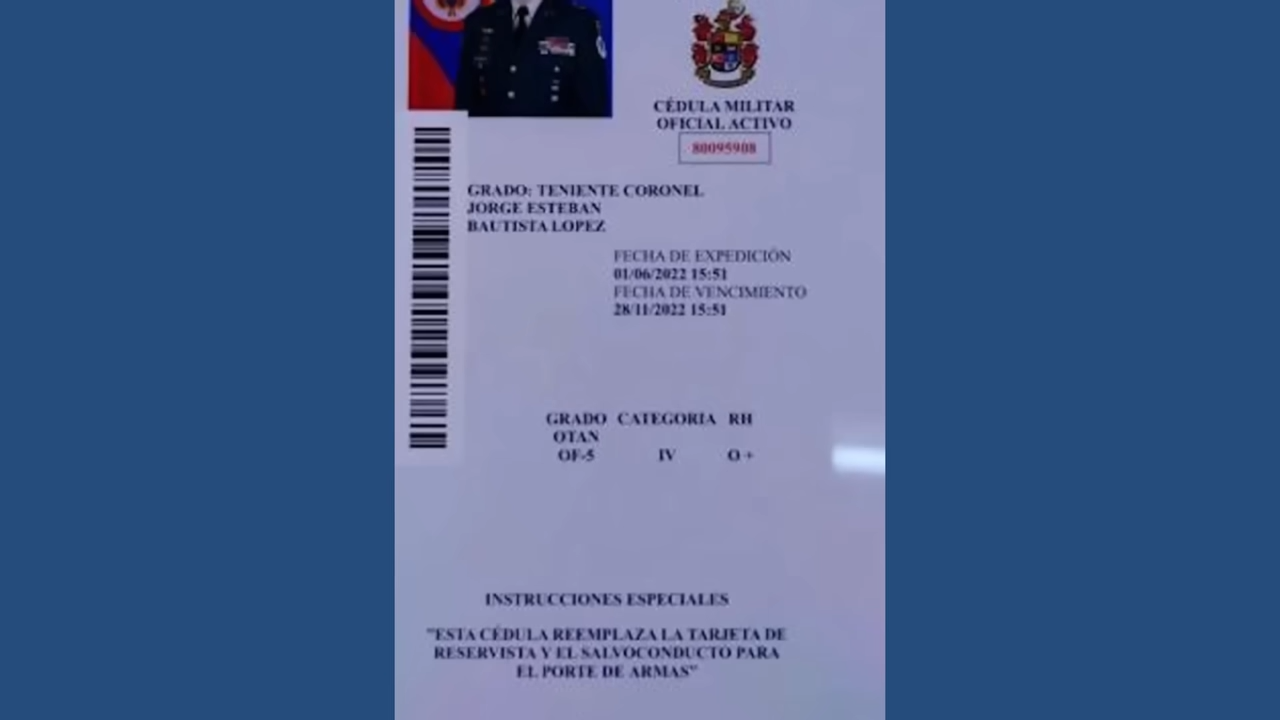 CÉDULA MILITAR
OFICIAL ACTIVO
80095908
GRADO: TENIENTE CORONEL
JORGE ESTEBAN
BAUTISTA LOPEZ
FECHA DE EXPEDICIÓN
01/06/2022 15:51
FECHA DE VENCIMIENTO
28/11/2022 15:51
GRADO CATEGORIA RH
OTAN
OF-5 IV O +
INSTRUCCIONES ESPECIALES
"ESTA CÉDULA REEMPLAZA LA TARJETA DE
RESERVISTA Y EL SALVOCONDUCTO PARA
EL PORTE DE ARMAS"